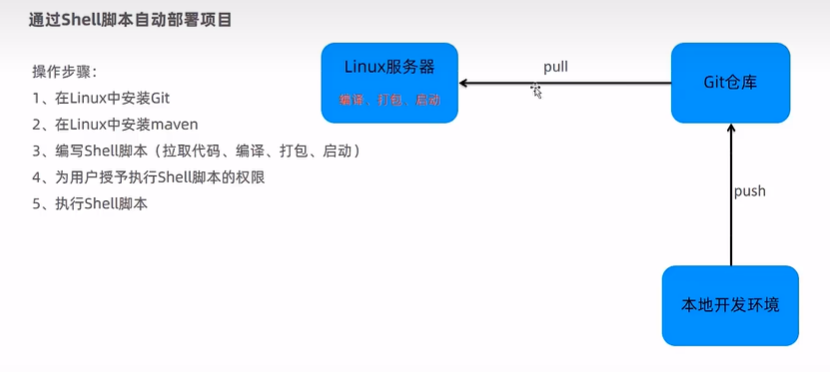 通过Shell脚本自动部署项目
操作步骤：
1、在Linux中安装Git
2、在Linux中安装maven
3、编写Shell脚本（拉取代码、编译、打包、启动）
4、为用户授予执行Shell脚本的权限
5、执行Shell脚本
Linux服务器
编译、打包、启动
pull
Git仓库
push
本地开发环境